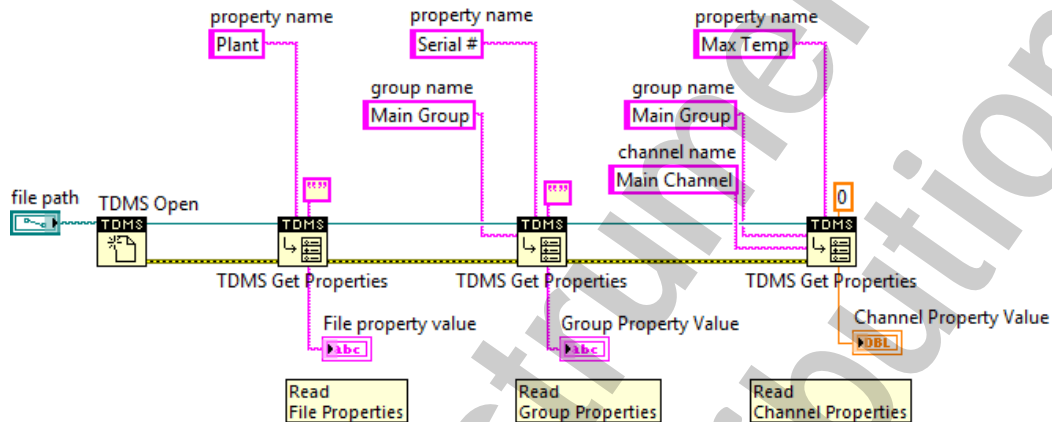 property name
Plant
property name
Serial #
property name
Max Temp
group name
Main Group
group name
Main Group
channel name
Main Channel
file path
TDMS Open
""
""
0
TDMS
TDMS
TDMS
TDMS
TDMS Get Properties
TDMS Get Properties
TDMS Get Properties
File property value
abc
Group Property Value
abc
Channel Property Value
DBL
Read
File Properties
Read
Group Properties
Read
Channel Properties